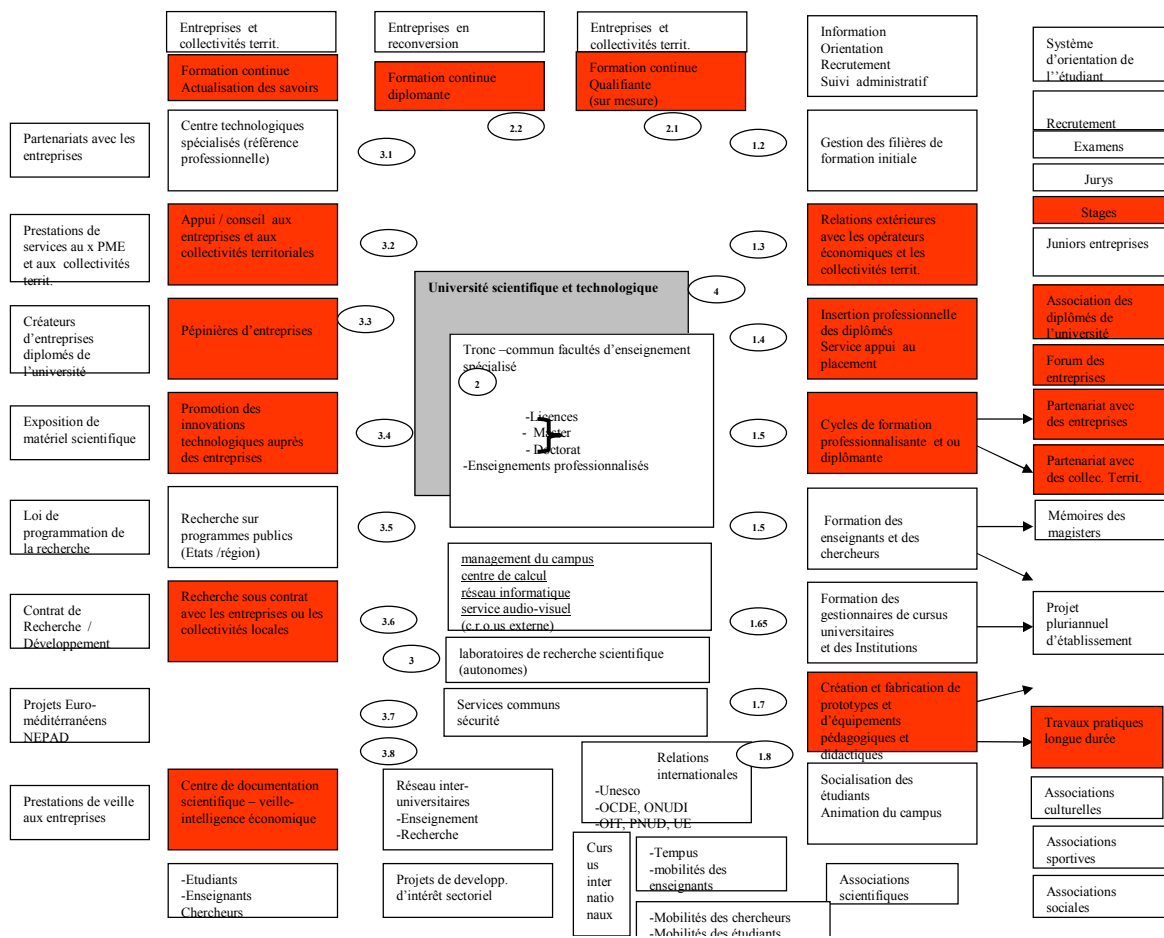 Entreprises et
collectivités territ.
Entreprises en
reconversion
Entreprises et
collectivités territ.
Information
Orientation
Recrutement
Suivi administratif
Système
d'orientation de
l''étudiant
Formation continue
Actualisation des savoirs
Formation continue
diplomante
Formation continue
Qualifiante
(sur mesure)
2.2
2.1
Partenariats avec les
entreprises
Centre technologiques
spécialisés (référence
professionnelle)
3.1
1.2
Gestion des filières de
formation initiale
Recrutement
Examens
Jurys
Stages
Juniors entreprises
Prestations de
services au x PME
et aux collectivités
territ.
Appui / conseil aux
entreprises et aux
collectivités territoriales
3.2
1.3
Relations extérieures
avec les opérateurs
économiques et les
collectivités territ.
Université scientifique et technologique
4
Créateurs
d'entreprises
diplomés de
l'université
Pépinières d'entreprises
3.3
1.4
Insertion professionnelle
des diplômés
Service appui au
placement
Association des
diplômés de
l'université
Forum des
entreprises
Tronc –commun facultés d'enseignement
spécialisé
2
-Licences
- Master
- Doctorat
-Enseignements professionnalisés
Exposition de
matériel scientifique
Promotion des
innovations
technologiques auprès
des entreprises
3.4
1.5
Cycles de formation
professionnalisante et ou
diplômante
Partenariat avec
des entreprises
Partenariat avec
des collec. Territ.
Loi de
programmation de
la recherche
Recherche sur
programmes publics
(Etats /région)
3.5
1.5
Formation des
enseignants et des
chercheurs
Mémoires des
magisters
management du campus
centre de calcul
réseau informatique
service audio-visuel
(c.r.o.us externe)
Contrat de
Recherche /
Développement
Recherche sous contrat
avec les entreprises ou les
collectivités locales
3.6
1.65
Formation des
gestionnaires de cursus
universitaires
et des Institutions
Projet
pluriannuel
d'établissement
3
laboratoires de recherche scientifique
(autonomes)
Projets Euro-
méditérranéens
NEPAD
3.7
Services communs
sécurité
1.7
Création et fabrication de
prototypes et
d'équipements
pédagogiques et
didactiques
Travaux pratiques
longue durée
3.8
Relations
internationales
-Unesco
-OCDE, ONUDI
-OIT, PNUD, UE
1.8
Prestations de veille
aux entreprises
Centre de documentation
scientifique – veille-
intelligence économique
Réseau inter-
universitaires
-Enseignement
-Recherche
Socialisation des
étudiants
Animation du campus
Associations
culturelles
Associations
sportives
Associations
sociales
-Etudiants
-Enseignants
Chercheurs
Projets de developp.
d'intérêt sectoriel
Curs
us
inter
natio
naux
-Tempus
-mobilités des
enseignants
-Mobilités des chercheurs
-Mobilités des étudiants
Associations
scientifiques